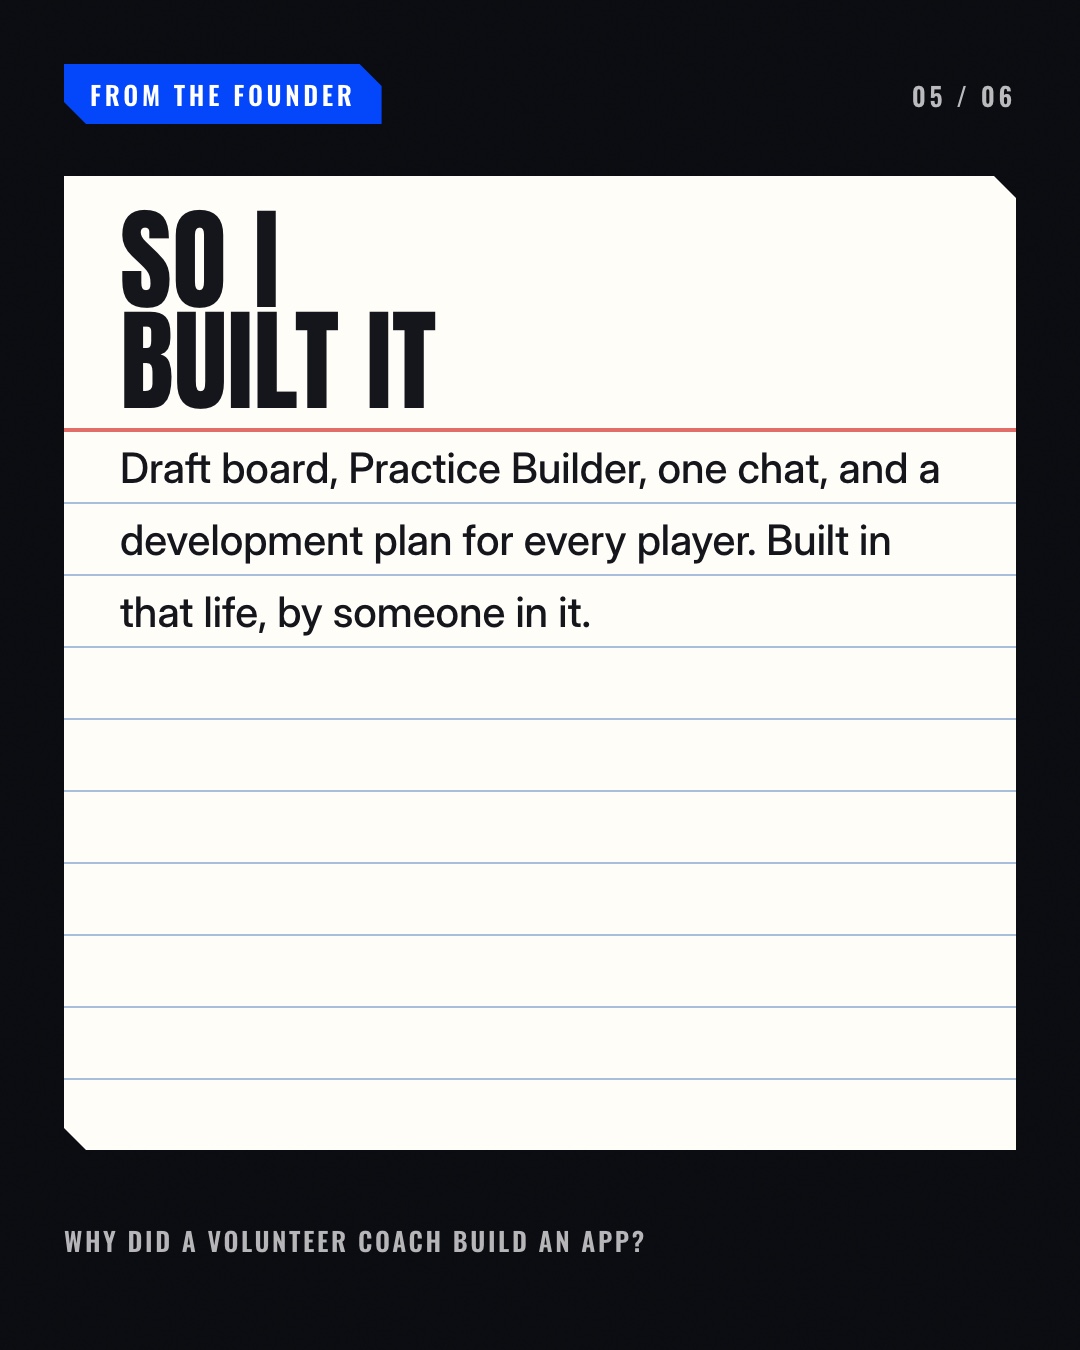 FROM THE FOUNDER
05 / 06
SO I
BUILT IT
Draft board, Practice Builder, one chat, and a
development plan for every player. Built in
that life, by someone in it.
WHY DID A VOLUNTEER COACH BUILD AN APP?